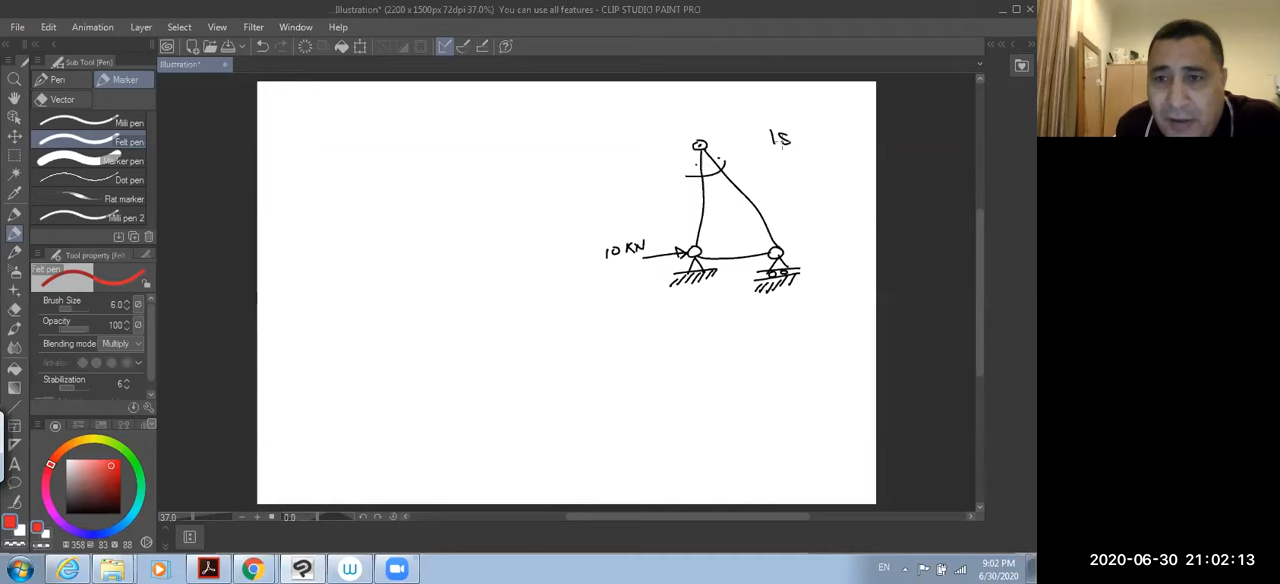 ...Illustration* (2200 x 1500px 72dpi 37.0%) You can use all features - CLIP STUDIO PAINT PRO
File Edit Animation Layer Select View Filter Window Help
Sub Tool [Pen]
Illustration*
Pen Marker
Vector
Milli pen
Felt pen
Marker pen
Dot pen
Flat marker
Milli pen 2
Tool property [Felt
Felt pen
Brush Size 6.0
Opacity 100
Blending mode Multiply
Stabilization 6
358 83 88
37.0 0.0
15
10 KN
EN
9:02 PM
6/30/2020
2020-06-30 21:02:13